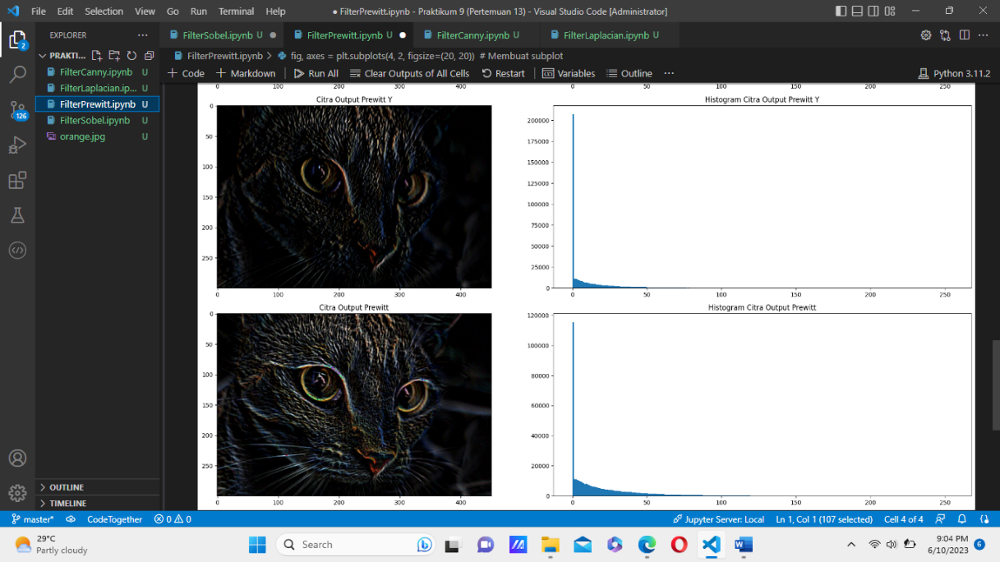 File Edit Selection View Go Run Terminal Help
● FilterPrewitt.ipynb - Praktikum 9 (Pertemuan 13) - Visual Studio Code [Administrator]
EXPLORER
FilterSobel.ipynb U ●
FilterPrewitt.ipynb U ●
FilterCanny.ipynb U
FilterLaplacian.ipynb U
2
PRAKTI...
FilterPrewitt.ipynb > fig, axes = plt.subplots(4, 2, figsize=(20, 20)) # Membuat subplot
FilterCanny.ipynb U
+ Code + Markdown Run All Clear Outputs of All Cells Restart Variables Outline ...
Python 3.11.2
FilterLaplacian.ip... U
FilterPrewitt.ipynb U
126
FilterSobel.ipynb U
orange.jpg U
0 100 200 300 400
0 50 100 150 200 250
Citra Output Prewitt Y
0
50
100
150
200
250
0 100 200 300 400
Histogram Citra Output Prewitt Y
200000
175000
150000
125000
100000
75000
50000
25000
0
0 50 100 150 200 250
Citra Output Prewitt
0
50
100
150
200
250
0 100 200 300 400
Histogram Citra Output Prewitt
120000
100000
80000
60000
40000
20000
0
0 50 100 150 200 250
OUTLINE
TIMELINE
master* CodeTogether 0 0
Jupyter Server: Local Ln 1, Col 1 (107 selected) Cell 4 of 4
29°C
Partly cloudy
Search
9:04 PM
6/10/2023
6